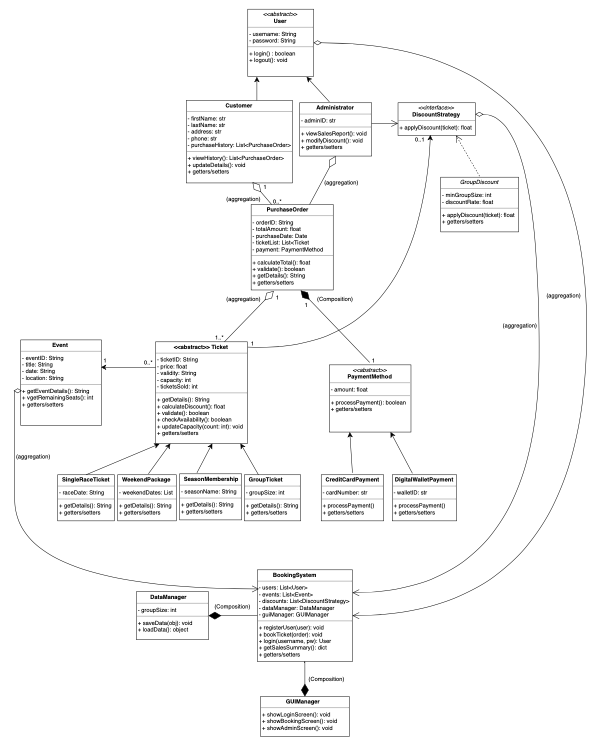 <<abstract>>
User
- username: String
- password: String
+ login() : boolean
+ logout(): void
Customer
- firstName: str
- lastName: str
- address: str
- phone: str
- purchaseHistory: List<PurchaseOrder>
+ viewHistory(): List<PurchaseOrder>
+ updateDetails(): void
+ getters/setters
Administrator
- adminID: str
+ viewSalesReport(): void
+ modifyDiscount(): void
+ getters/setters
<<interface>>
DiscountStrategy
+ applyDiscount(ticket): float
0..1
GroupDiscount
- minGroupSize: int
- discountRate: float
+ applyDiscount(ticket): float
+ getters/setters
1
(aggregation)
0..*
(aggregation)
PurchaseOrder
- orderID: String
- totalAmount: float
- purchaseDate: Date
- ticketList: List<Ticket
- payment: PaymentMethod
+ calculateTotal(): float
+ validate(): boolean
+ getDetails(): String
+ getters/setters
(aggregation)
1
(Composition)
1
(aggregation)
(aggregation)
1..*
1
1
Event
- eventID: String
- title: String
- date: String
- location: String
+ getEventDetails(): String
+ vgetRemainingSeats(): int
+ getters/setters
1
0..*
<<abstract>> Ticket
- ticketID: String
- price: float
- validity: String
- capacity: int
- ticketsSold: int
+ getDetails(): String
+ calculateDiscount(): float
+ validate(): boolean
+ checkAvailability(): boolean
+ updateCapacity(count: int): void
+ getters/setters
<<abstract>>
PaymentMethod
- amount: float
+ processPayment(): boolean
+ getters/setters
(aggregation)
SingleRaceTicket
- raceDate: String
+ getDetails(): String
+ getters/setters
WeekendPackage
- weekendDates: List
+ getDetails(): String
+ getters/setters
SeasonMembership
- seasonName: String
+ getDetails(): String
+ getters/setters
GroupTicket
- groupSize: int
+ getDetails(): String
+ getters/setters
CreditCardPayment
- cardNumber: str
+ processPayment()
+ getters/setters
DigitalWalletPayment
- walletID: str
+ processPayment()
+ getters/setters
DataManager
- groupSize: int
+ saveData(obj): void
+ loadData(): object
(Composition)
BookingSystem
- users: List<User>
- events: List<Event>
- discounts: List<DiscountStrategy>
- dataManager: DataManager
- guiManager: GUIManager
+ registerUser(user): void
+ bookTicket(order): void
+ login(username, pw): User
+ getSalesSummary(): dict
+ getters/setters
(Composition)
GUIManager
+ showLoginScreen(): void
+ showBookingScreen(): void
+ showAdminScreen(): void